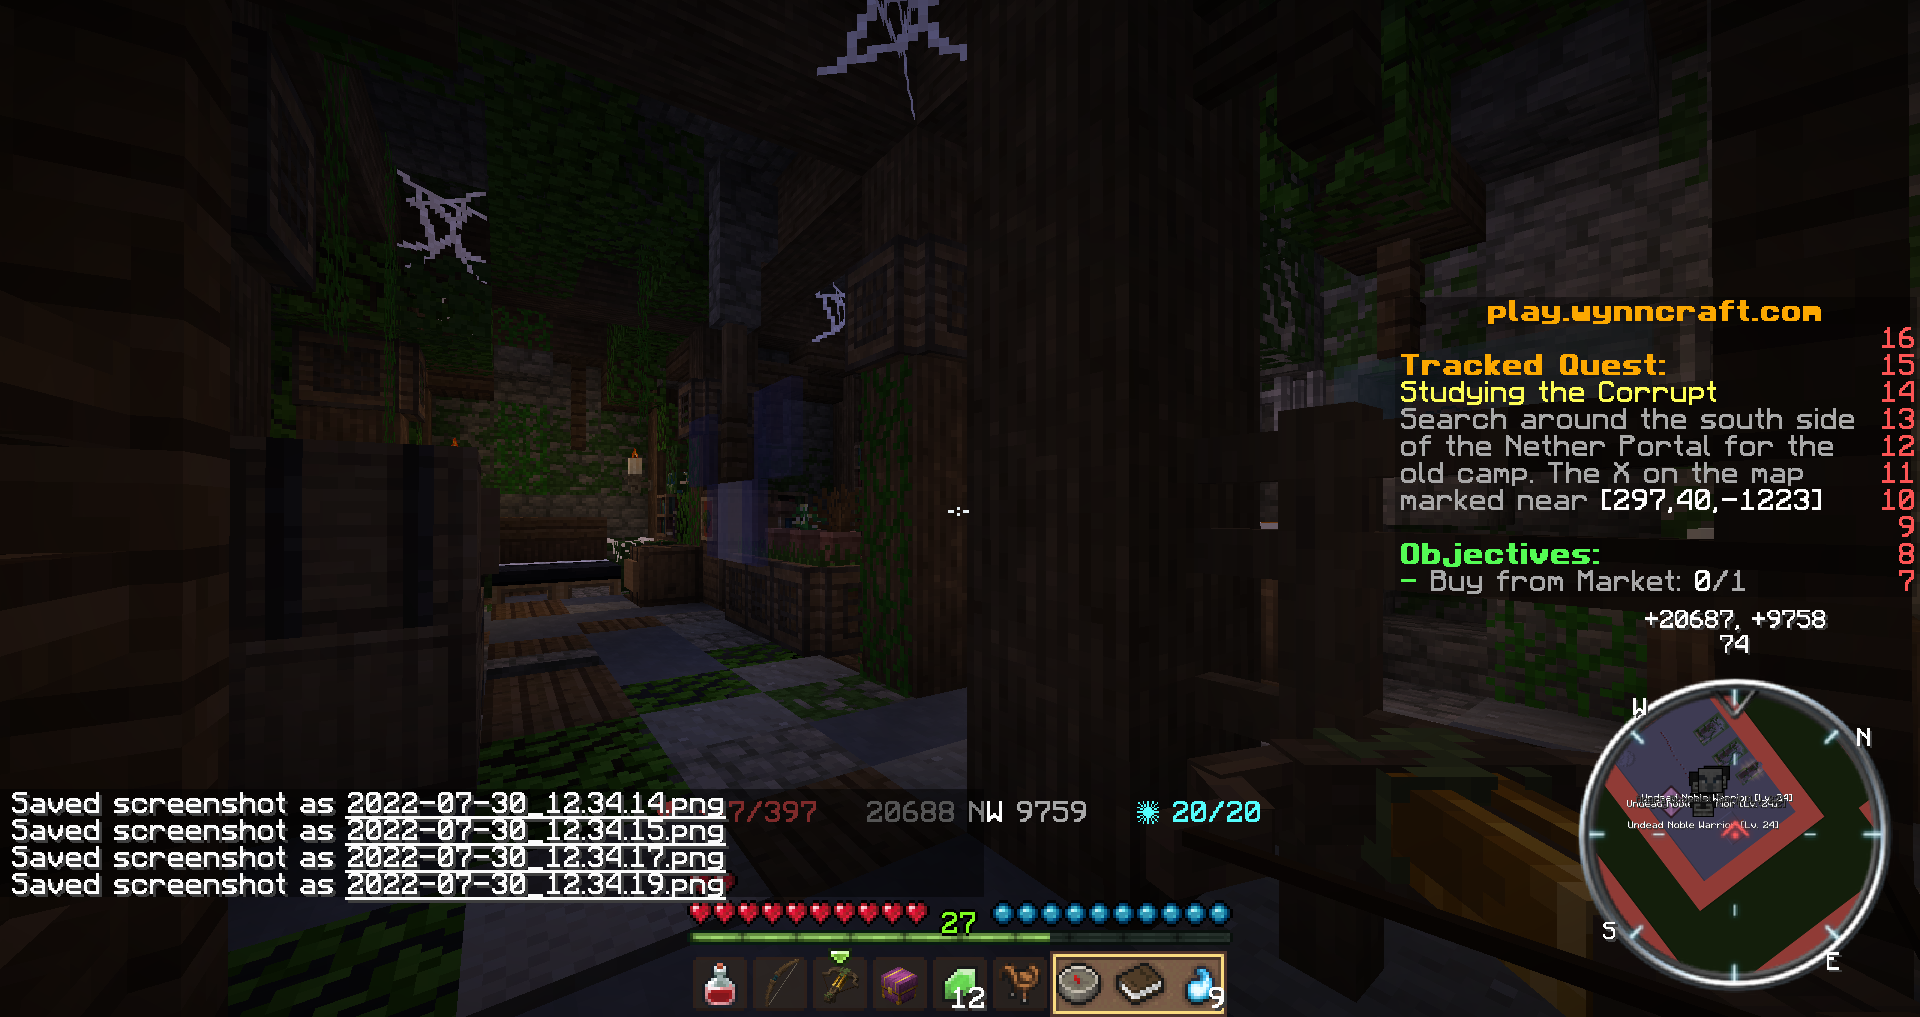 play.wynncraft.com
16
Tracked Quest: 15
Studying the Corrupt 14
Search around the south side 13
of the Nether Portal for the 12
old camp. The X on the map 11
marked near [297,40,-1223] 10
9
Objectives: 8
- Buy from Market: 0/1 7
+20687, +9758
74
W
N
Undead Noble Warrior [Lv. 24]
S
E
Saved screenshot as 2022-07-30_12.34.14.png
Saved screenshot as 2022-07-30_12.34.15.png
Saved screenshot as 2022-07-30_12.34.17.png
Saved screenshot as 2022-07-30_12.34.19.png
7/397 20688 NW 9759 20/20
27
12
9